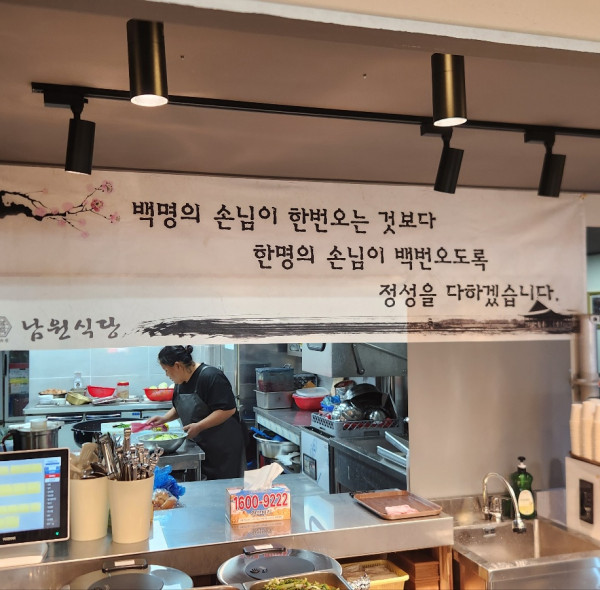 백명의 손님이 한번오는 것보다
한명의 손님이 백번오도록
정성을 다하겠습니다.
남원식당
1600-9222